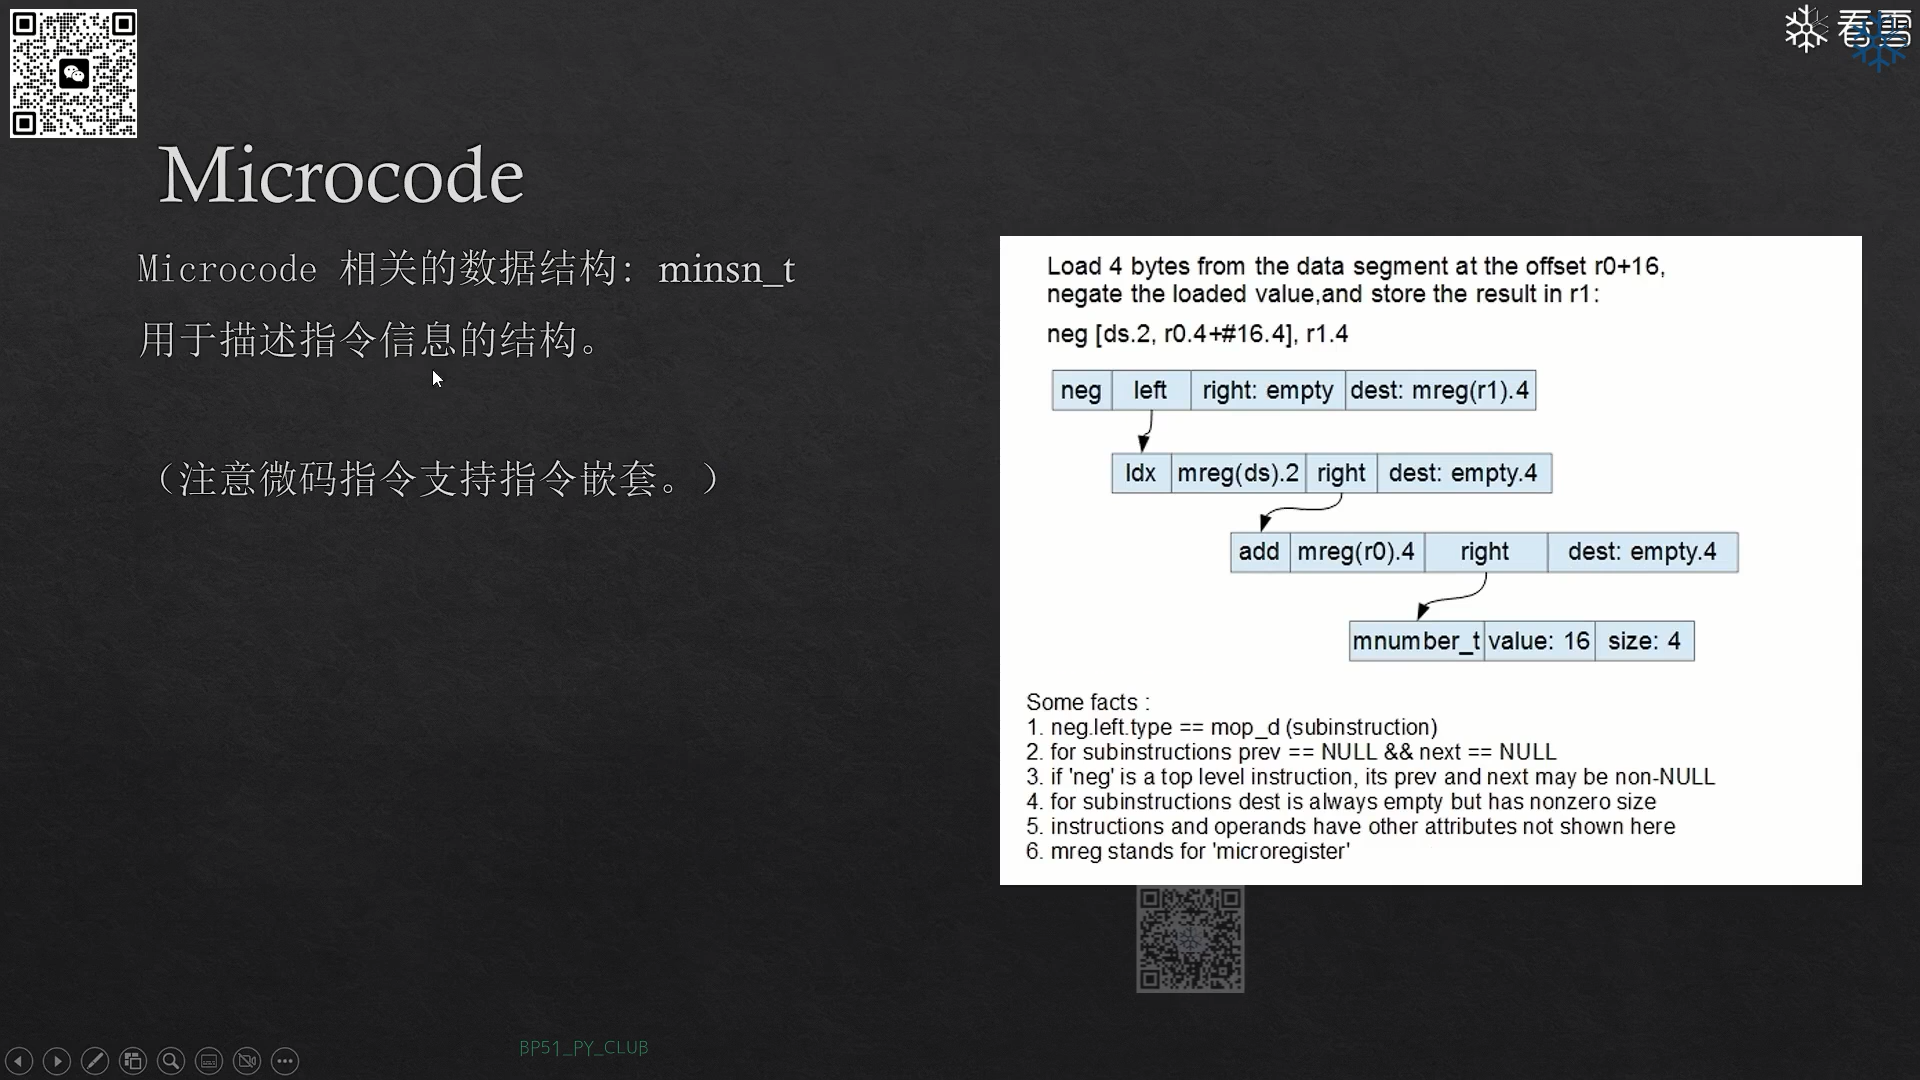 看雪
Microcode
Microcode 相关的数据结构: minsn_t
用于描述指令信息的结构。
（注意微码指令支持指令嵌套。）
Load 4 bytes from the data segment at the offset r0+16,
negate the loaded value,and store the result in r1:
neg [ds.2, r0.4+#16.4], r1.4
neg left right: empty dest: mreg(r1).4
ldx mreg(ds).2 right dest: empty.4
add mreg(r0).4 right dest: empty.4
mnumber_t value: 16 size: 4
Some facts :
1. neg.left.type == mop_d (subinstruction)
2. for subinstructions prev == NULL && next == NULL
3. if 'neg' is a top level instruction, its prev and next may be non-NULL
4. for subinstructions dest is always empty but has nonzero size
5. instructions and operands have other attributes not shown here
6. mreg stands for 'microregister'
BP51_PY_CLUB